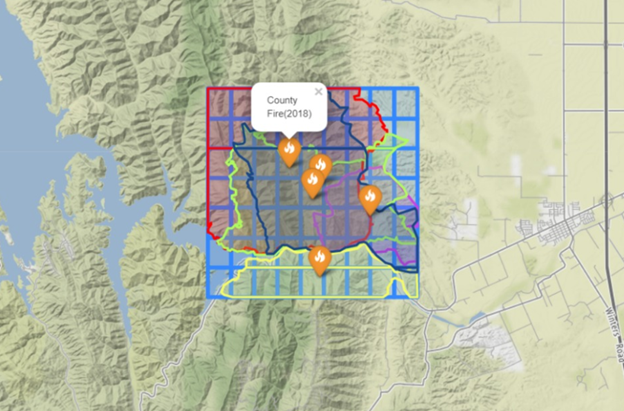 County
Fire(2018)
×
Winters
Road